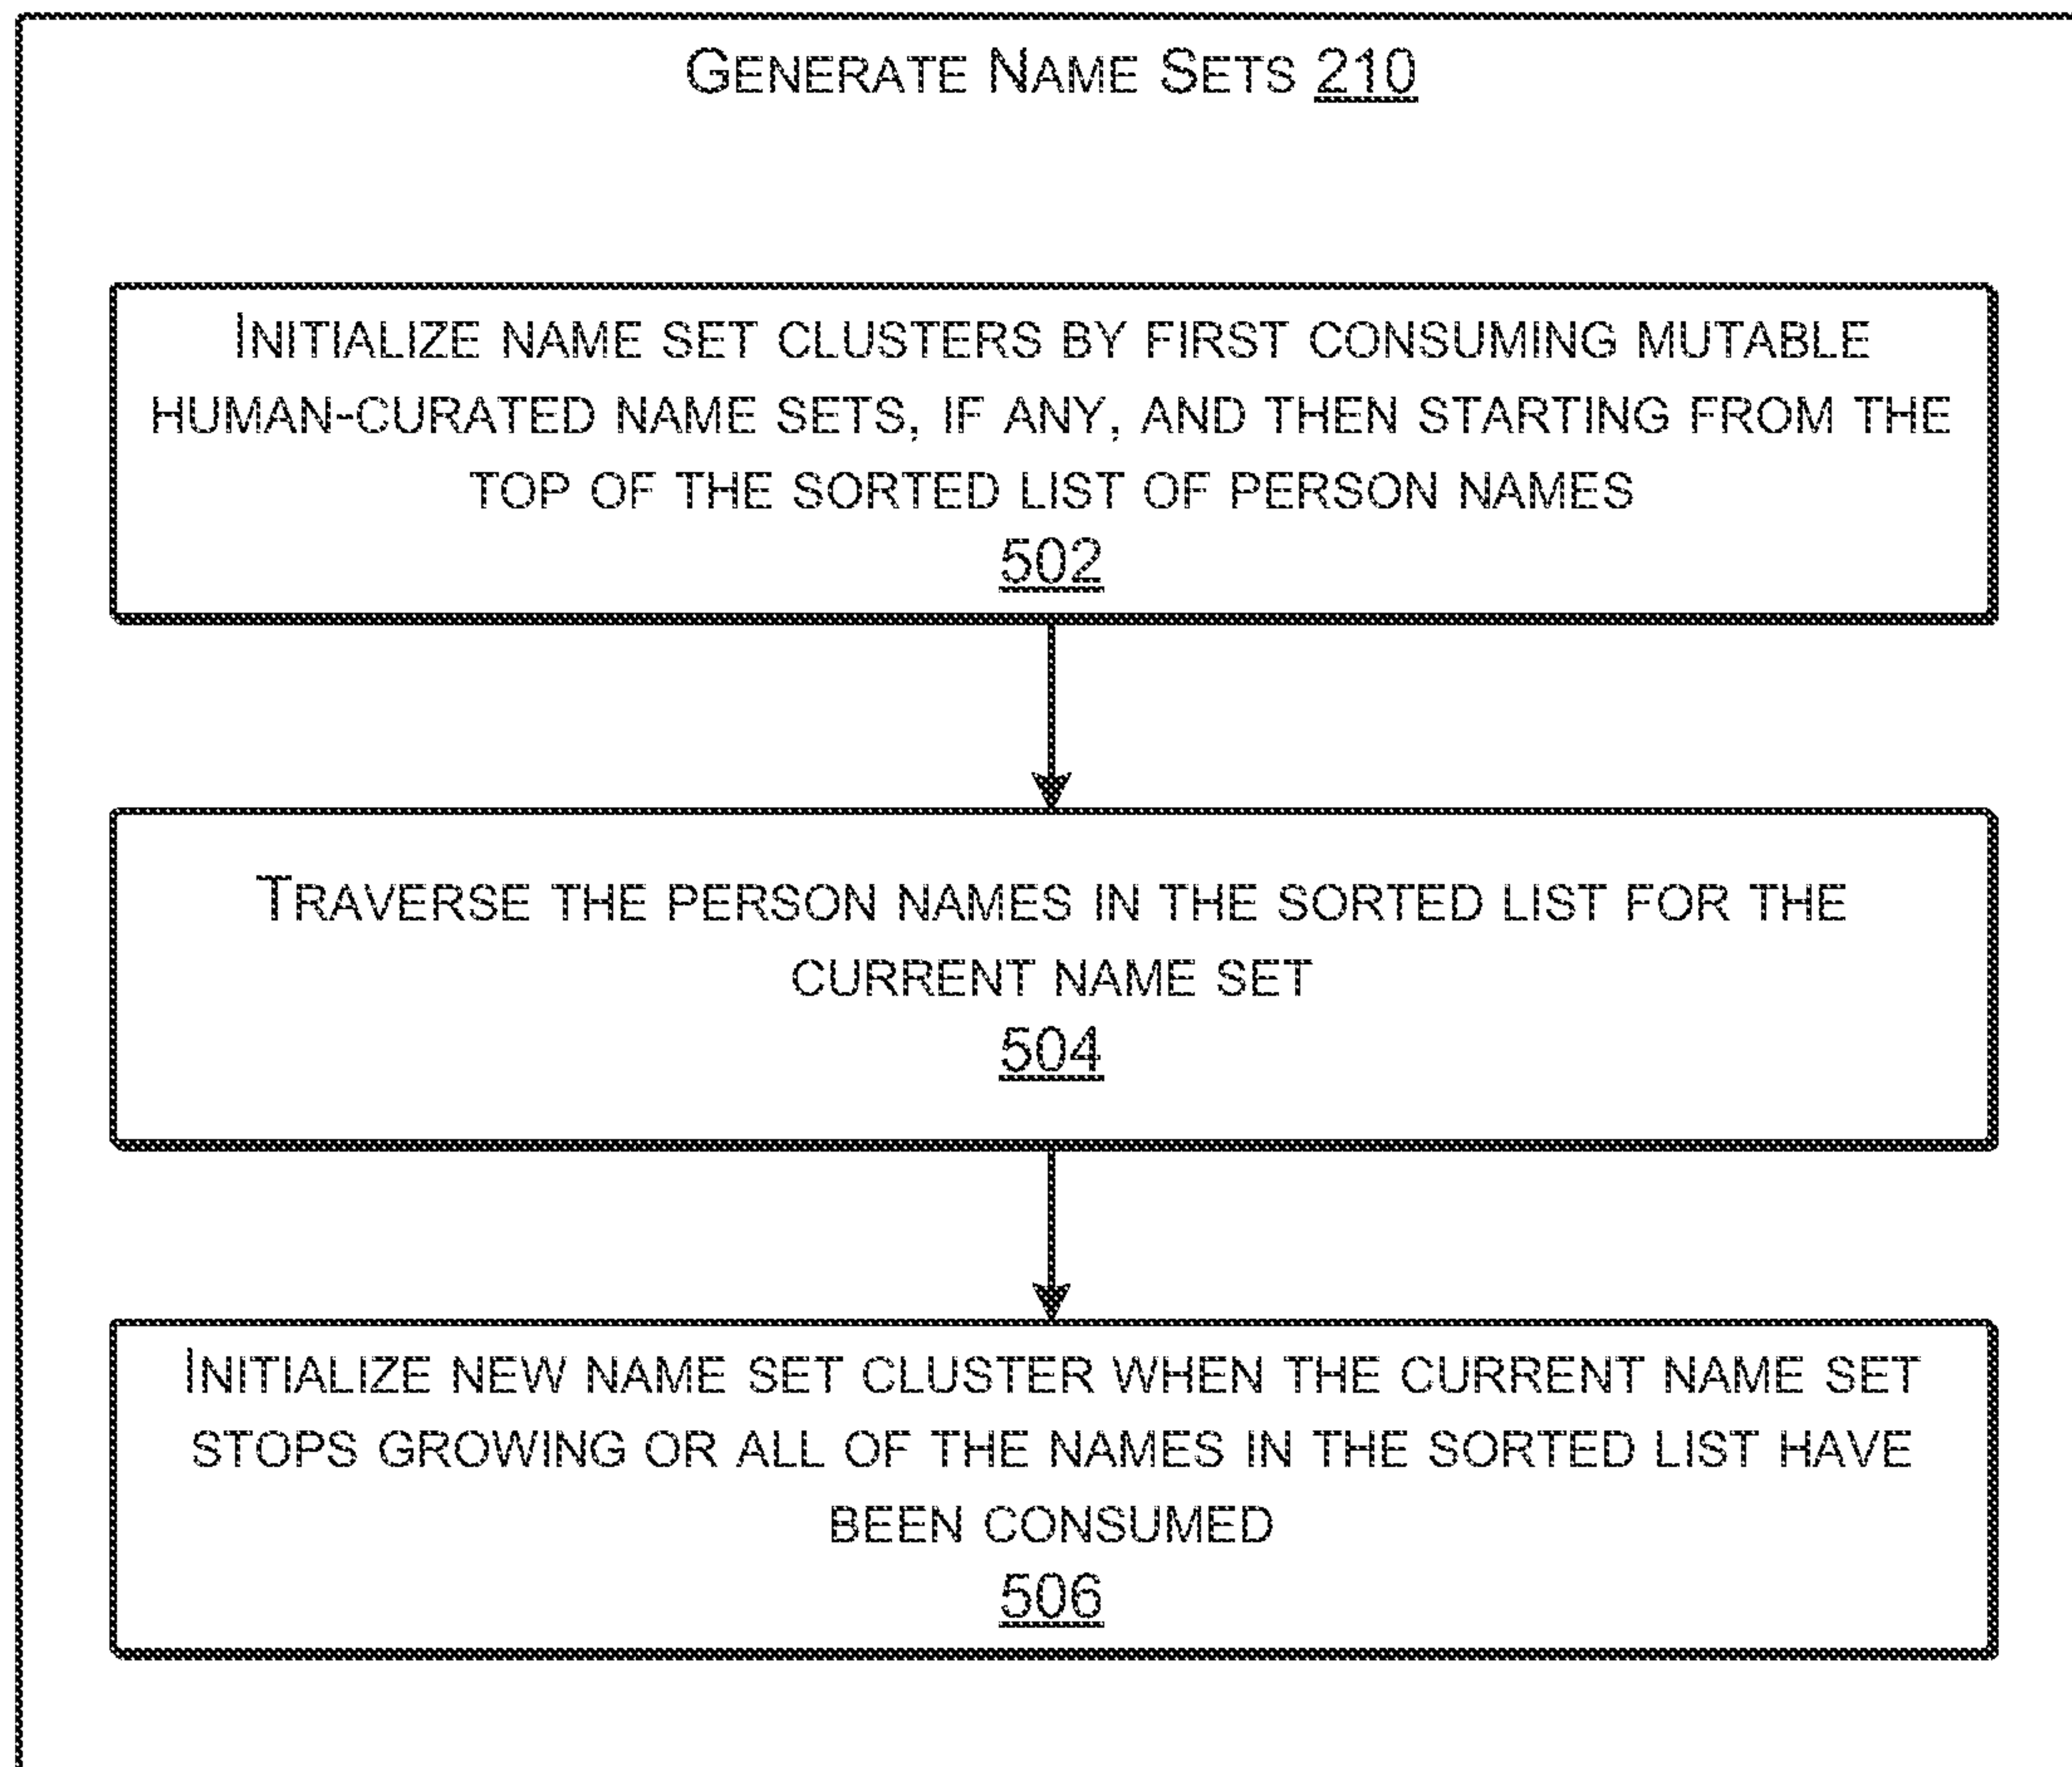 GENERATE NAME SETS 210
INITIALIZE NAME SET CLUSTERS BY FIRST CONSUMING MUTABLE
HUMAN-CURATED NAME SETS, IF ANY, AND THEN STARTING FROM THE
TOP OF THE SORTED LIST OF PERSON NAMES
502
TRAVERSE THE PERSON NAMES IN THE SORTED LIST FOR THE
CURRENT NAME SET
504
INITIALIZE NEW NAME SET CLUSTER WHEN THE CURRENT NAME SET
STOPS GROWING OR ALL OF THE NAMES IN THE SORTED LIST HAVE
BEEN CONSUMED
506